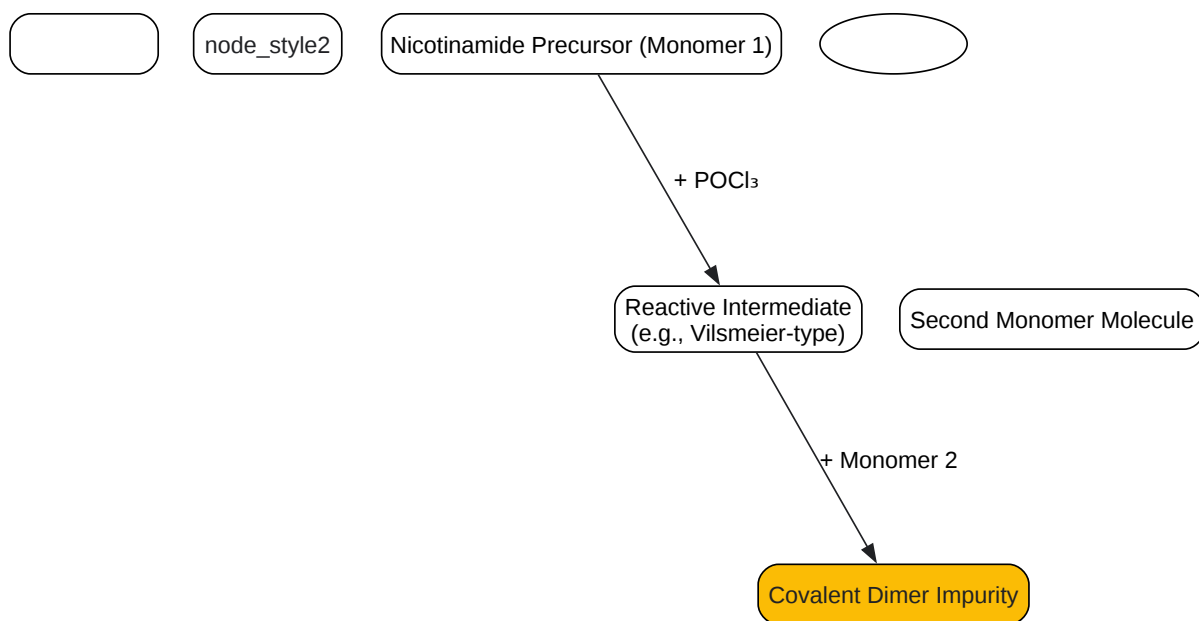 node_style2
Nicotinamide Precursor (Monomer 1)
+ POCl₃
Reactive Intermediate
(e.g., Vilsmeier-type)
Second Monomer Molecule
+ Monomer 2
Covalent Dimer Impurity